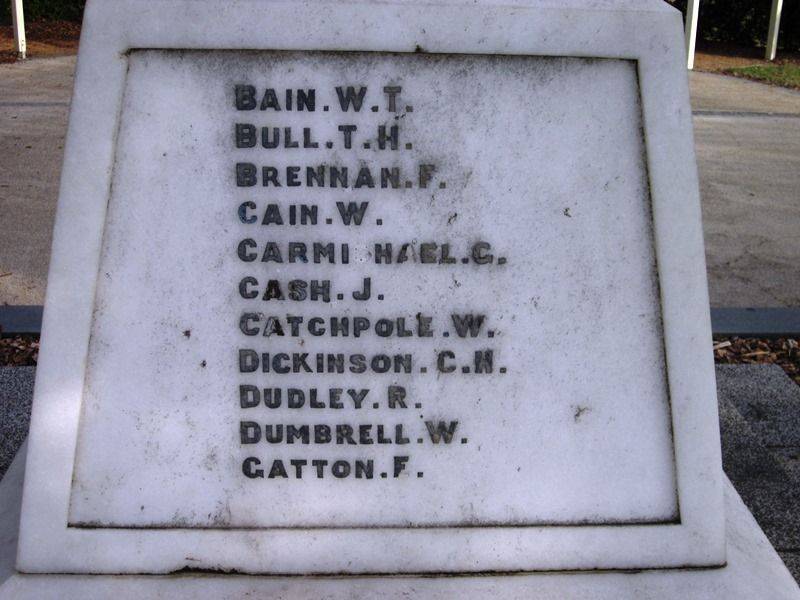 BAIN.W.T.
BULL.T.H.
BRENNAN.F.
CAIN.W.
CARMI HAEL.G.
CASH.J.
CATCHPOLE.W.
DICKINSON.C.H.
DUDLEY.R.
DUMBRELL.W.
GATTON.F.